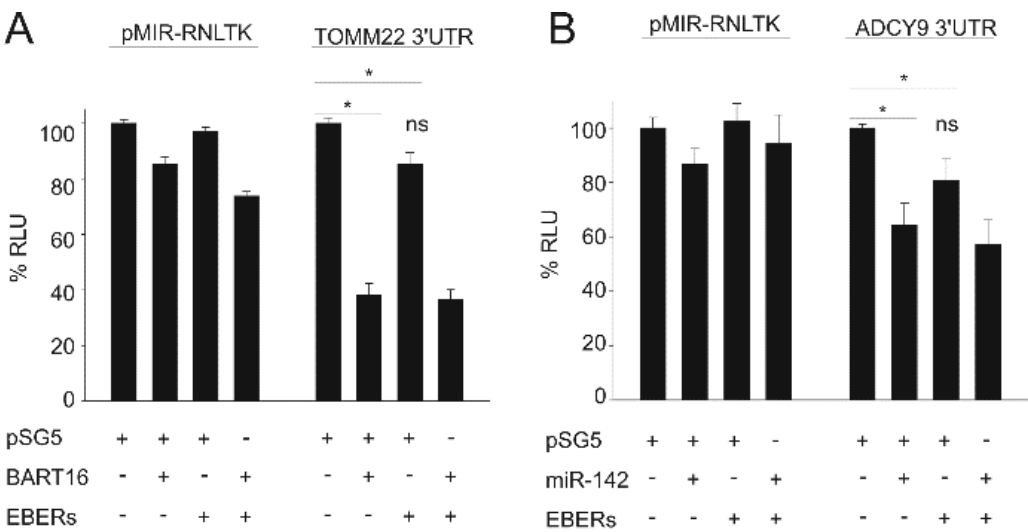 A
pMIR-RNLTK
TOMM22 3'UTR
*
*
ns
100
80
60
40
20
0
% RLU
pSG5 + + + - + + + -
BART16 - + - + - + - +
EBERs - - + + - - + +
B
pMIR-RNLTK
ADCY9 3'UTR
*
*
ns
100
80
60
40
20
0
% RLU
pSG5 + + + - + + + -
miR-142 - + - + - + - +
EBERs - - + + - - + +